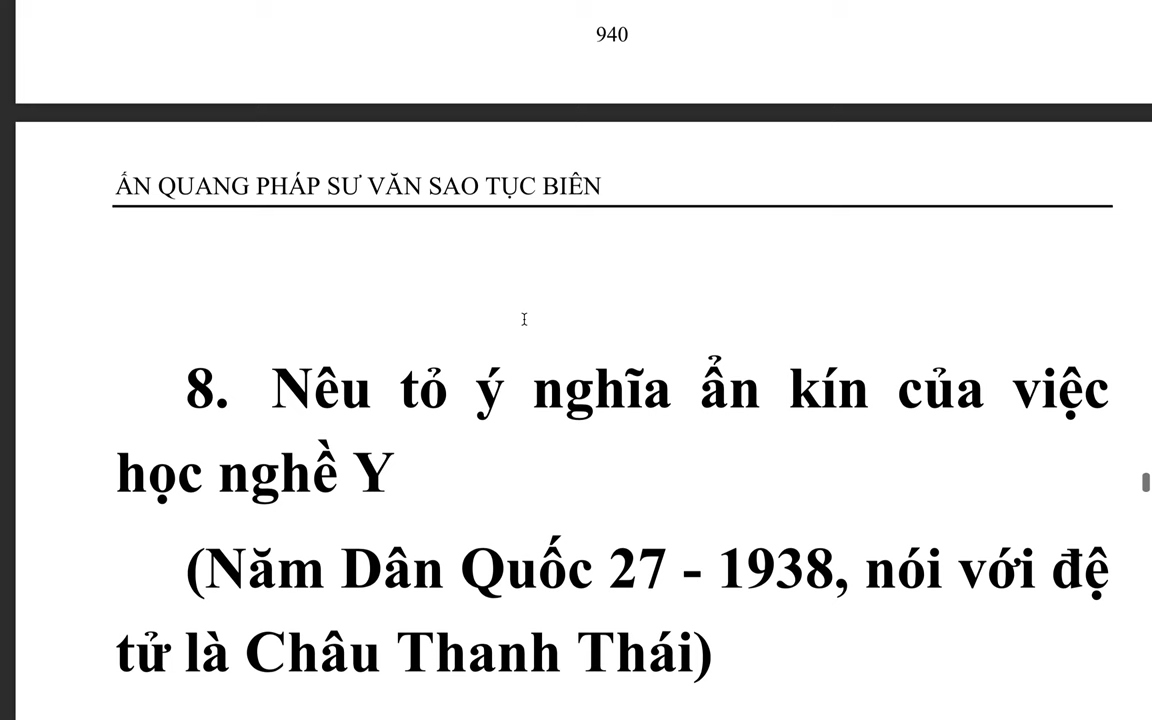 940
ẤN QUANG PHÁP SƯ VĂN SAO TỤC BIÊN
8. Nêu tỏ ý nghĩa ẩn kín của việc
học nghề Y
(Năm Dân Quốc 27 - 1938, nói với đệ
tử là Châu Thanh Thái)